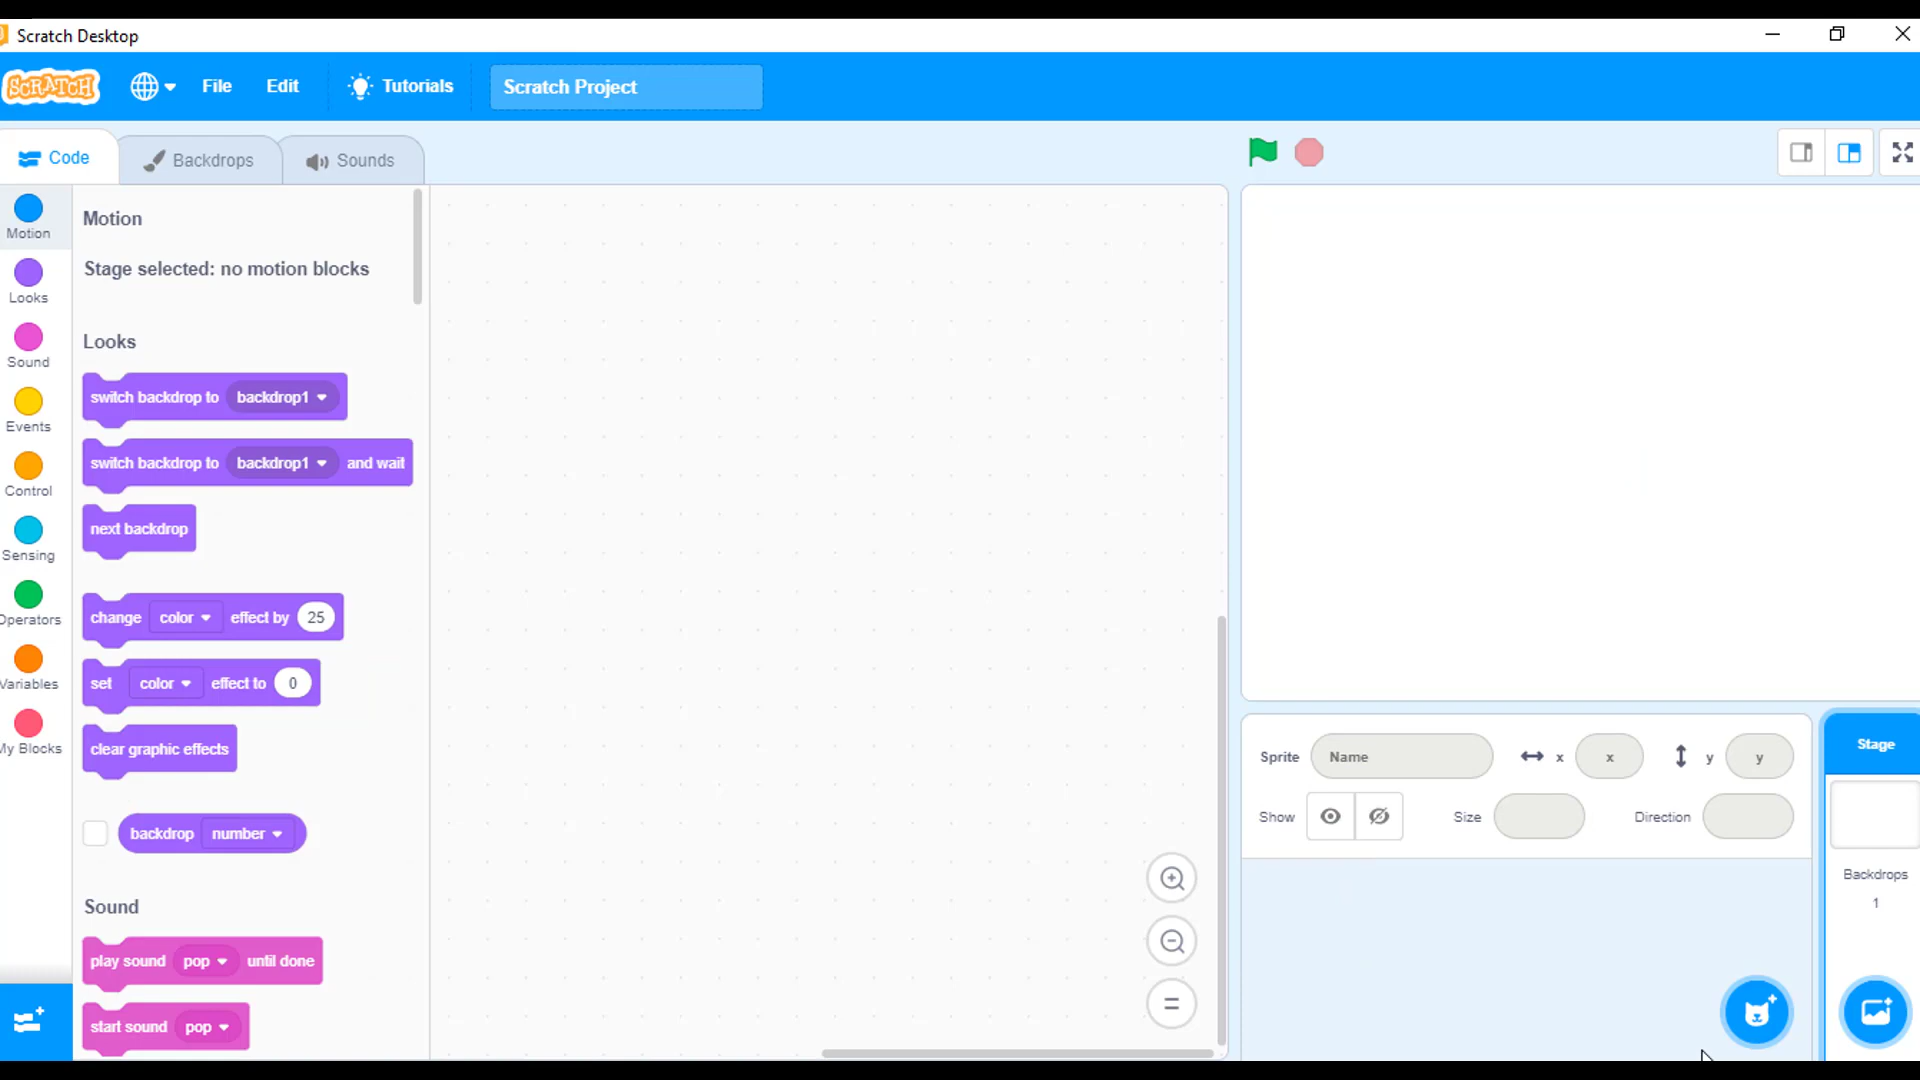 Scratch Desktop
SCRATCH
File
Edit
Tutorials
Scratch Project
Code
Backdrops
Sounds
Motion
Looks
Sound
Events
Control
Sensing
Operators
Variables
My Blocks
Motion
Stage selected: no motion blocks
Looks
switch backdrop to backdrop1
switch backdrop to backdrop1 and wait
next backdrop
change color effect by 25
set color effect to 0
clear graphic effects
backdrop number
Sound
play sound pop until done
start sound pop
Sprite Name x x y y
Show Size Direction
Stage
Backdrops
1